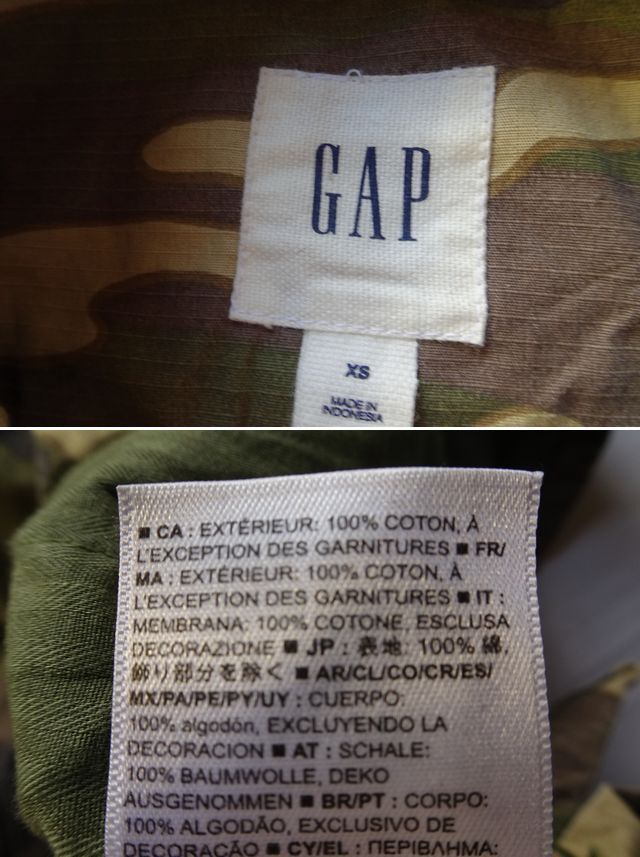 GAP
XS
MADE IN
INDONESIA
■ CA : EXTÉRIEUR: 100% COTON, À
L'EXCEPTION DES GARNITURES ■ FR/
MA : EXTÉRIEUR: 100% COTON, À
L'EXCEPTION DES GARNITURES ■ IT :
MEMBRANA: 100% COTONE, ESCLUSA
DECORAZIONE ■ JP : 表地: 100% 綿,
飾り部分を除く ■ AR/CL/CO/CR/ES/
MX/PA/PE/PY/UY : CUERPO:
100% algodón, EXCLUYENDO LA
DECORACION ■ AT : SCHALE:
100% BAUMWOLLE, DEKO
AUSGENOMMEN ■ BR/PT : CORPO:
100% ALGODÃO, EXCLUSIVO DE
DECORAÇÃO ■ CY/EL : ΠΕΡΙΒΛΗΜΑ: